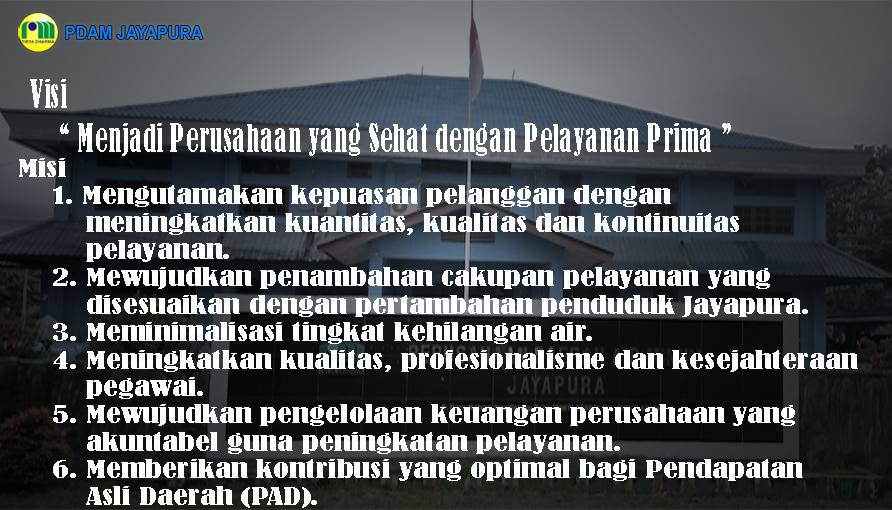 PDAM JAYAPURA
TIRTA DHARMA
Visi
“ Menjadi Perusahaan yang Sehat dengan Pelayanan Prima ”
Misi
1. Mengutamakan kepuasan pelanggan dengan
meningkatkan kuantitas, kualitas dan kontinuitas
pelayanan.
2. Mewujudkan penambahan cakupan pelayanan yang
disesuaikan dengan pertambahan penduduk Jayapura.
3. Meminimalisasi tingkat kehilangan air.
4. Meningkatkan kualitas, profesionalisme dan kesejahteraan
pegawai.
JAYAPURA
5. Mewujudkan pengelolaan keuangan perusahaan yang
akuntabel guna peningkatan pelayanan.
6. Memberikan kontribusi yang optimal bagi Pendapatan
Asli Daerah (PAD).